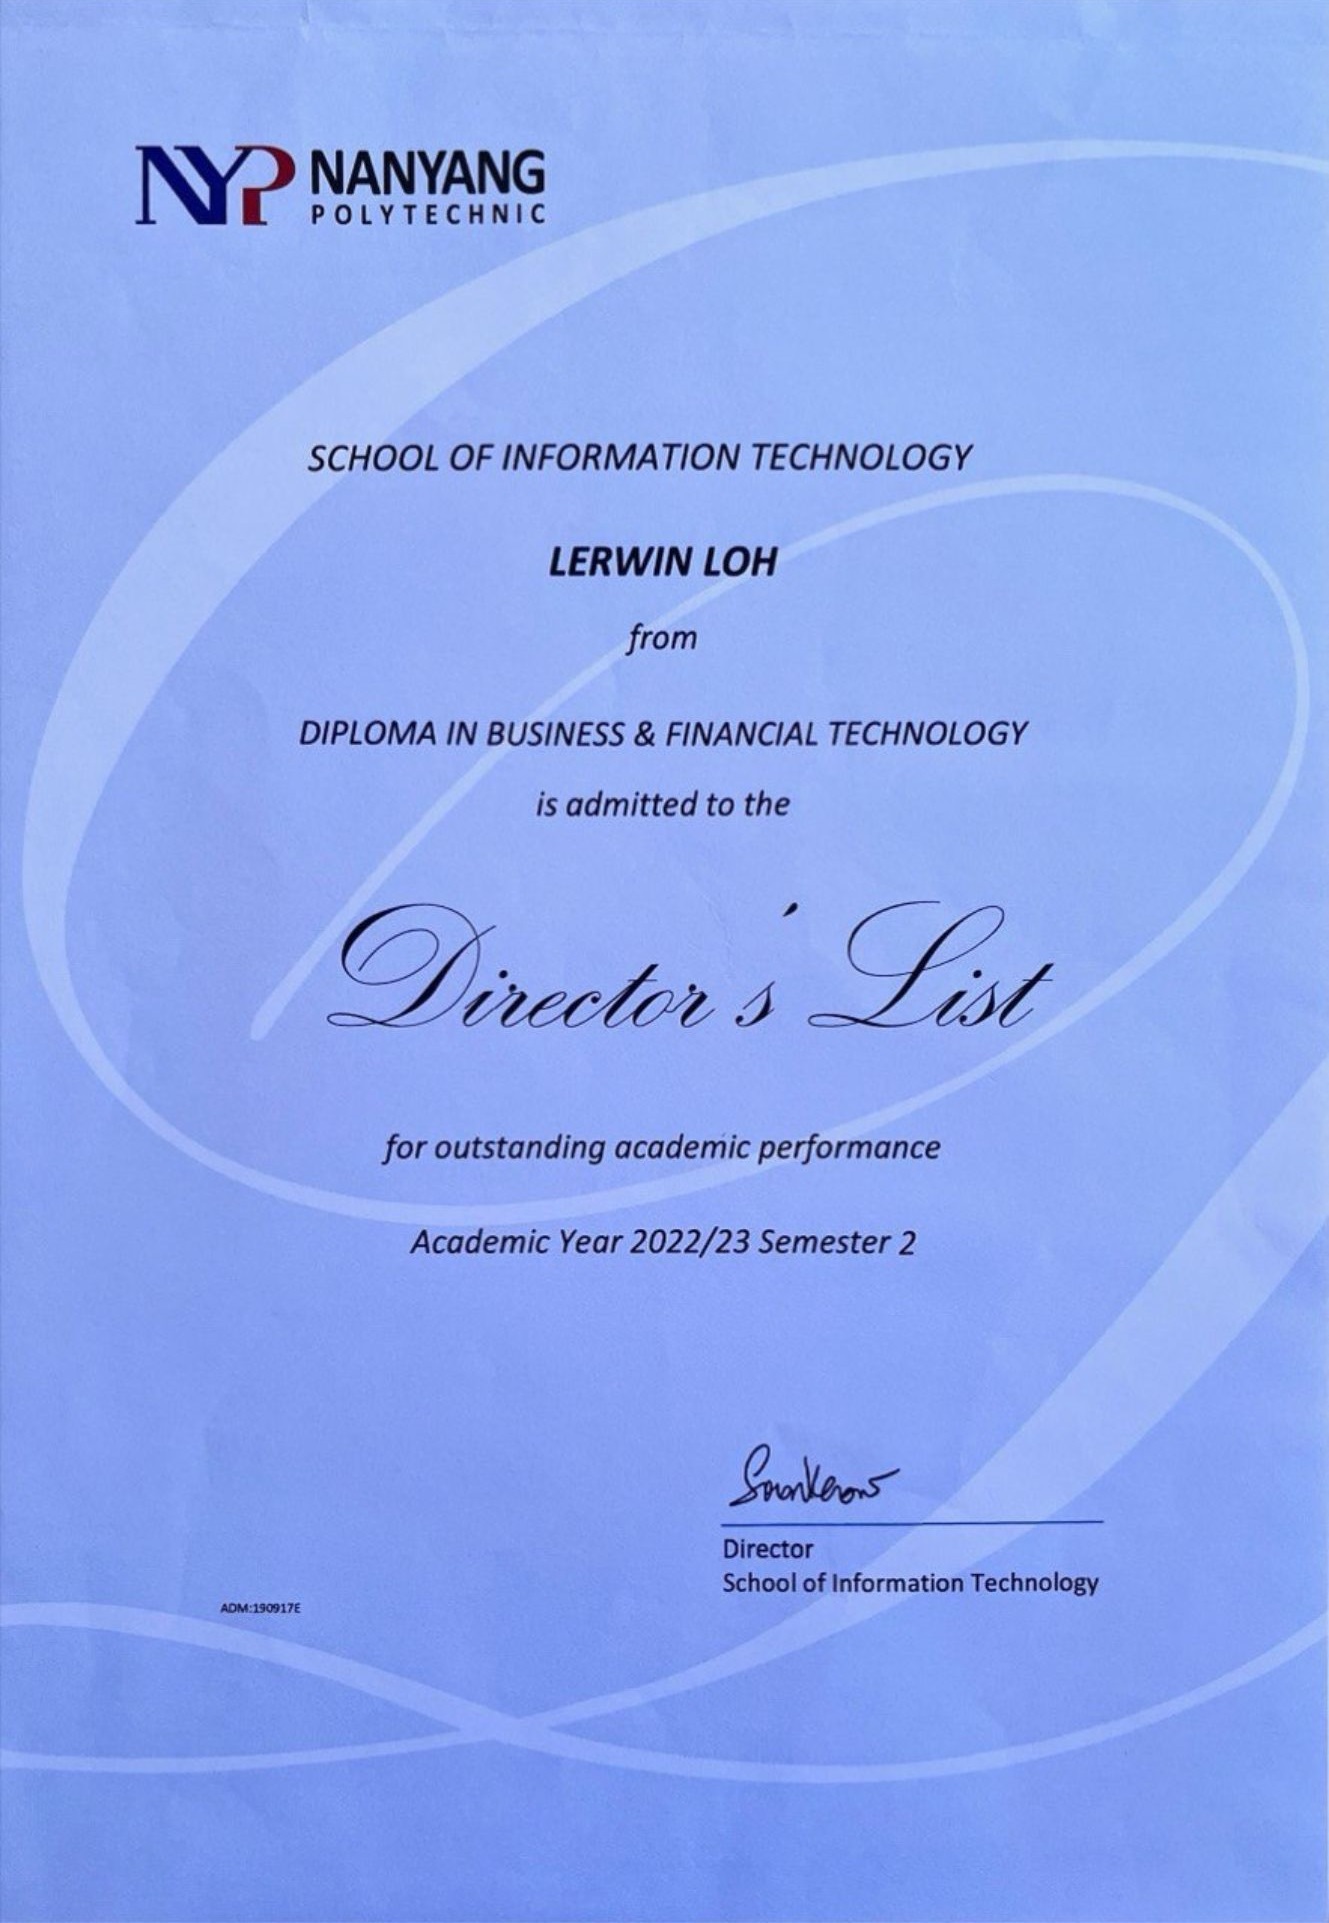 NYP NANYANG
POLYTECHNIC
SCHOOL OF INFORMATION TECHNOLOGY
LERWIN LOH
from
DIPLOMA IN BUSINESS & FINANCIAL TECHNOLOGY
is admitted to the
Director's List
for outstanding academic performance
Academic Year 2022/23 Semester 2
Director
School of Information Technology
ADM:190917E